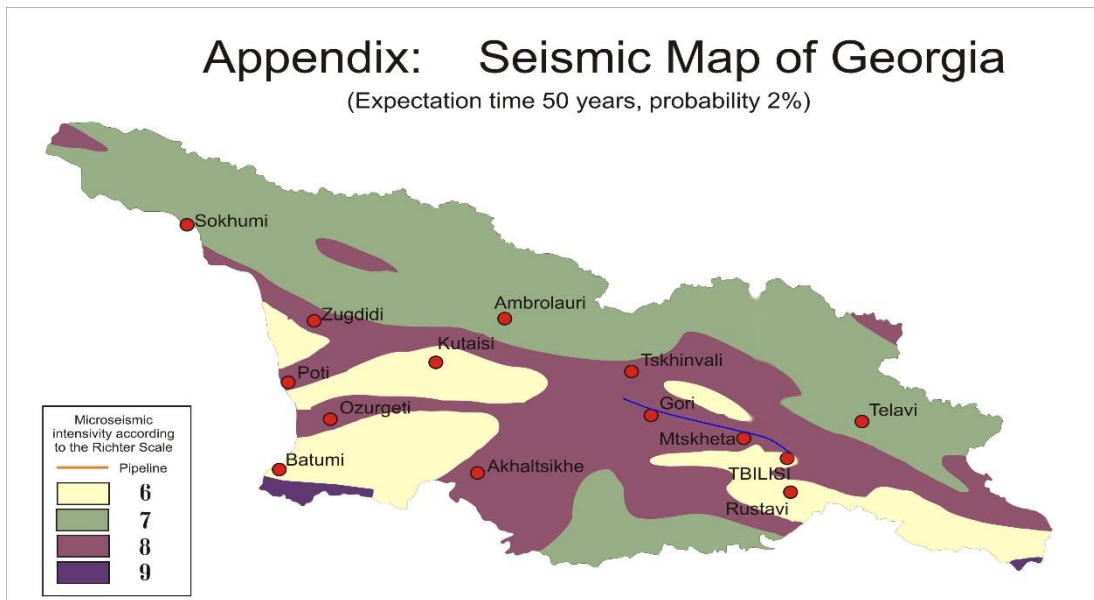 Appendix: Seismic Map of Georgia
(Expectation time 50 years, probability 2%)
Sokhumi
Zugdidi
Ambrolauri
Kutaisi
Tskhinvali
Poti
Gori
Telavi
Ozurgeti
Mtskheta
Batumi
Akhaltsikhe
TBILISI
Rustavi
Microseismic
intensivity according
to the Richter Scale
Pipeline
6
7
8
9